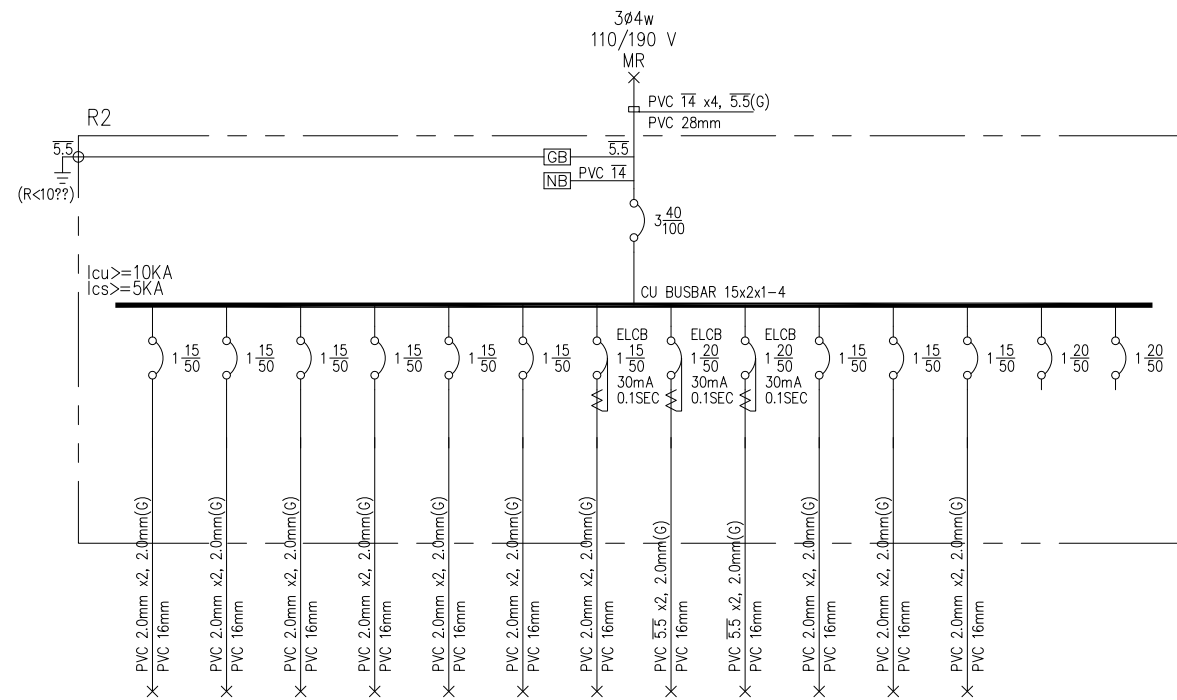 3ø4w
110/190 V
MR
PVC 14 x4, 5.5(G)
PVC 28mm
R2
5.5
GB
5.5
NB
PVC 14
(R<10??)
3 40/100
Icu>=10KA
Ics>=5KA
CU BUSBAR 15x2x1-4
1 15/50
1 15/50
1 15/50
1 15/50
1 15/50
1 15/50
ELCB
1 15/50
30mA
0.1SEC
ELCB
1 20/50
30mA
0.1SEC
ELCB
1 20/50
30mA
0.1SEC
1 15/50
1 15/50
1 15/50
1 20/50
1 20/50
PVC 2.0mm x2, 2.0mm(G)
PVC 16mm
PVC 2.0mm x2, 2.0mm(G)
PVC 16mm
PVC 2.0mm x2, 2.0mm(G)
PVC 16mm
PVC 2.0mm x2, 2.0mm(G)
PVC 16mm
PVC 2.0mm x2, 2.0mm(G)
PVC 16mm
PVC 2.0mm x2, 2.0mm(G)
PVC 16mm
PVC 2.0mm x2, 2.0mm(G)
PVC 16mm
PVC 5.5 x2, 2.0mm(G)
PVC 16mm
PVC 5.5 x2, 2.0mm(G)
PVC 16mm
PVC 2.0mm x2, 2.0mm(G)
PVC 16mm
PVC 2.0mm x2, 2.0mm(G)
PVC 16mm
PVC 2.0mm x2, 2.0mm(G)
PVC 16mm